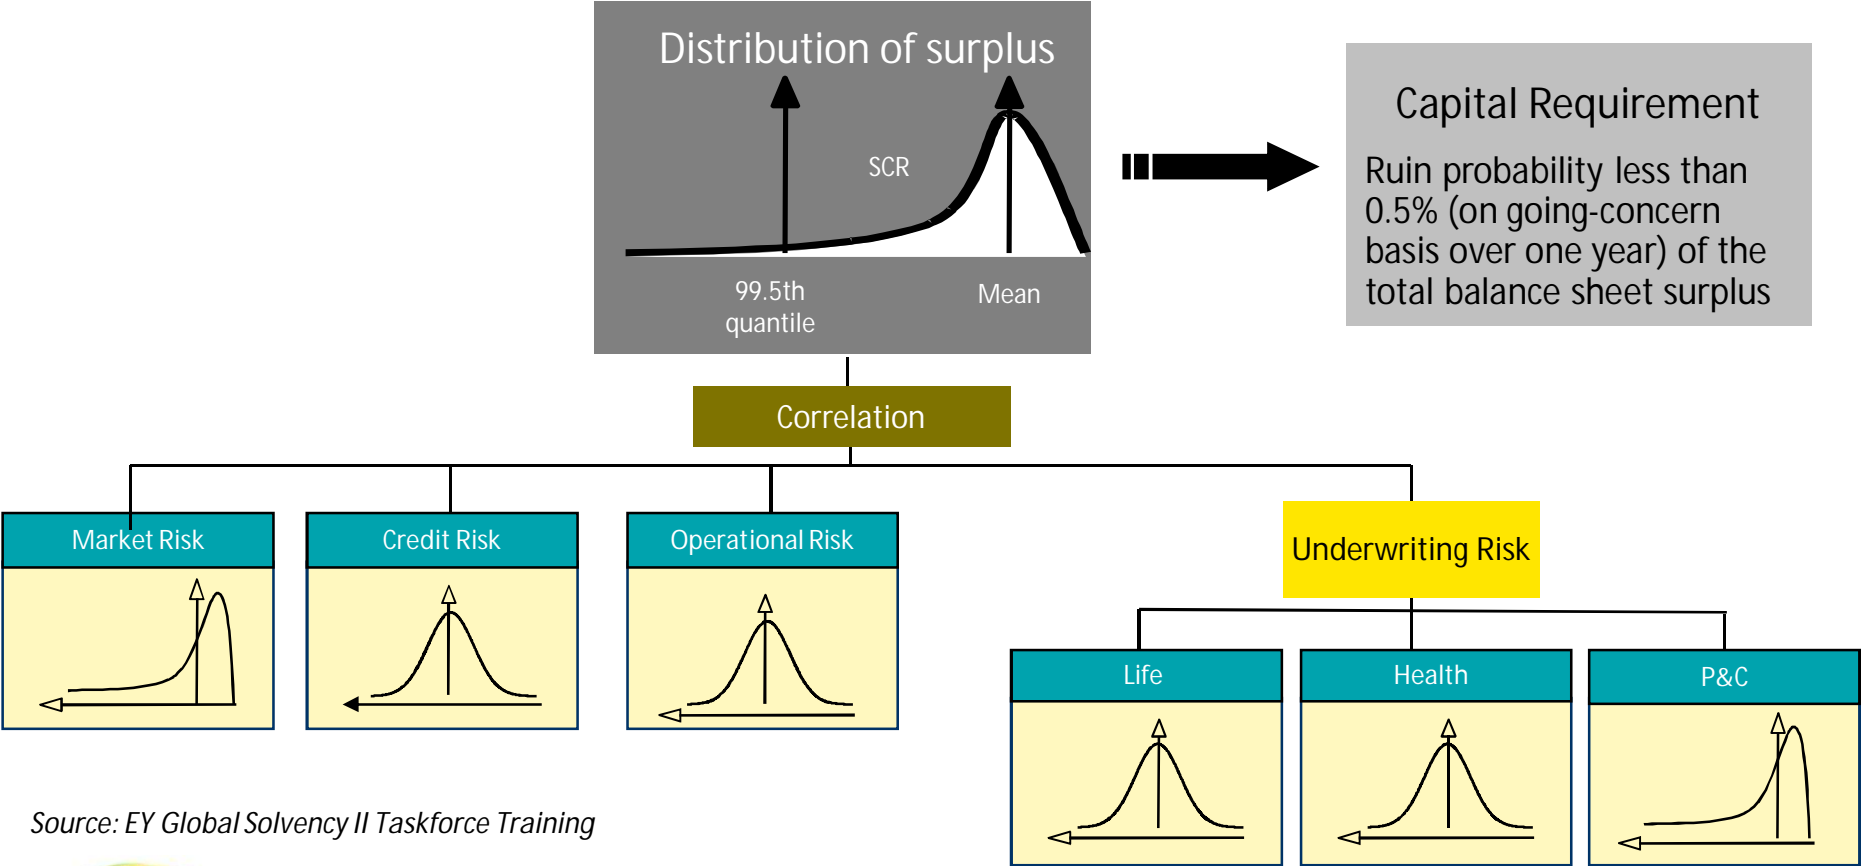 Distribution of surplus
SCR
99.5th
quantile
Mean
Capital Requirement
Ruin probability less than
0.5% (on going-concern
basis over one year) of the
total balance sheet surplus
Correlation
Market Risk
Credit Risk
Operational Risk
Underwriting Risk
Life
Health
P&C
Source: EY Global Solvency II Taskforce Training